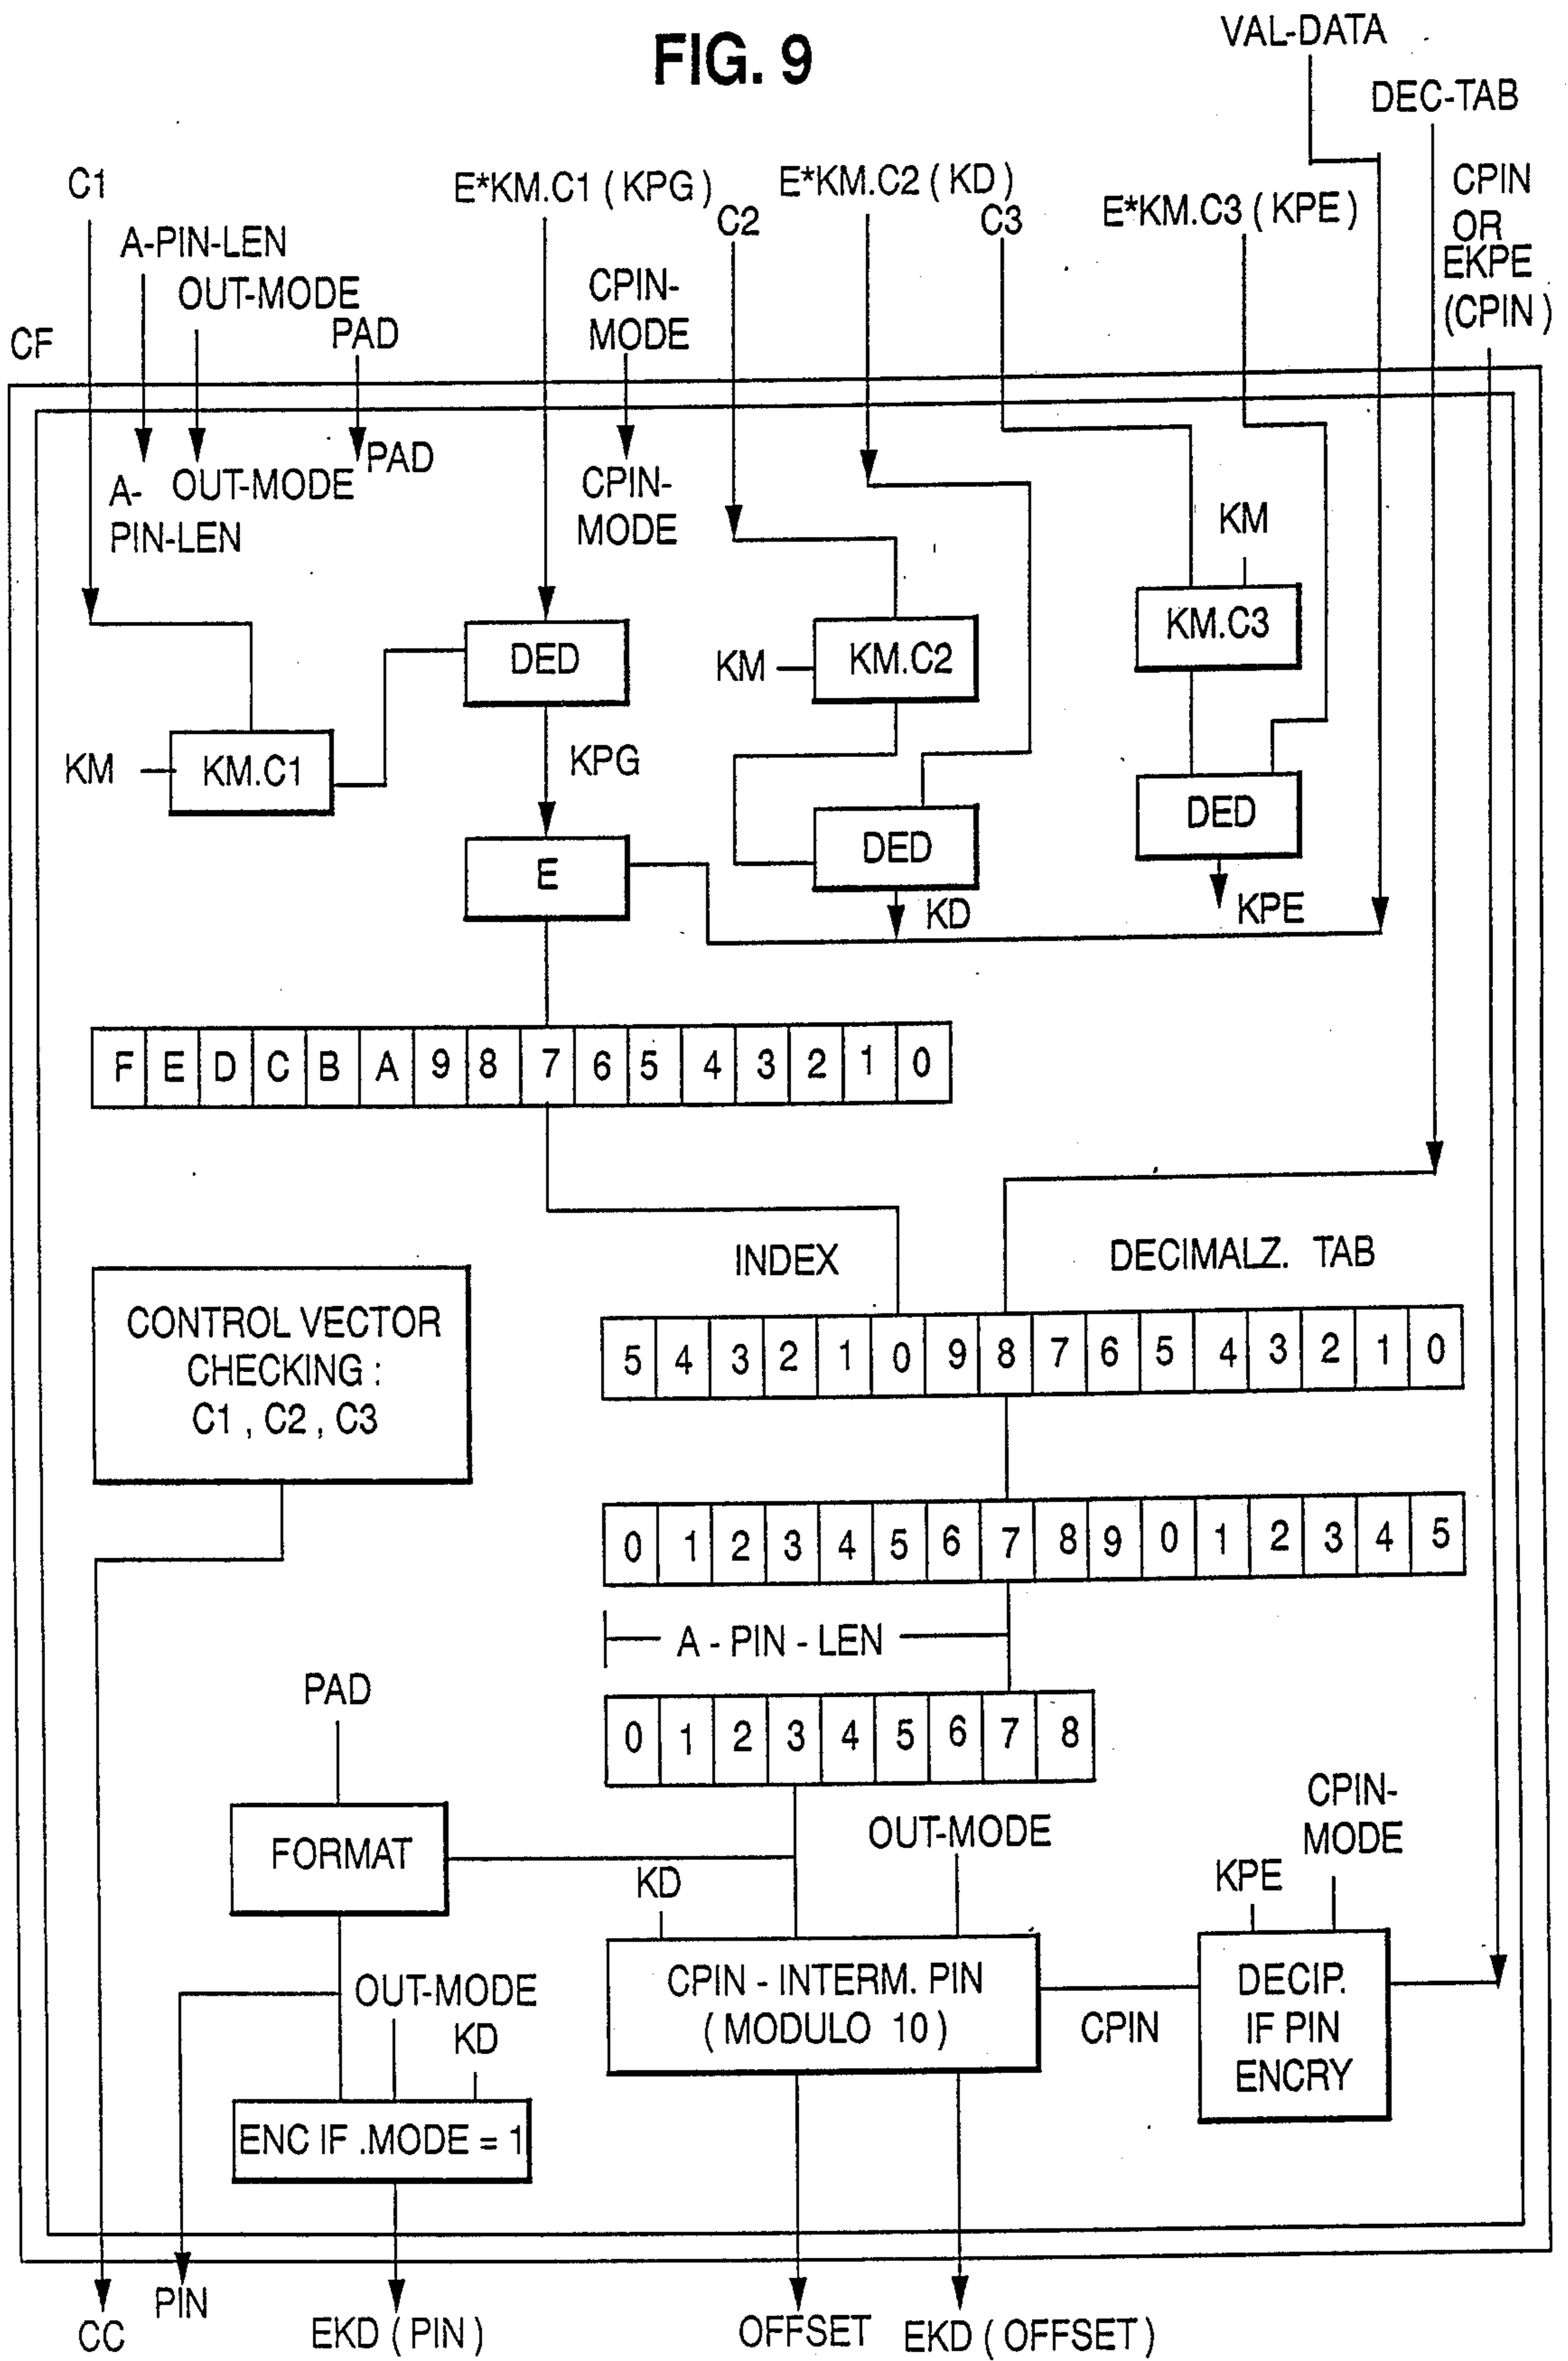 FIG. 9
VAL-DATA
DEC-TAB
C1
E*KM.C1 ( KPG )
E*KM.C2 ( KD )
C2
C3
E*KM.C3 ( KPE )
CPIN
OR
EKPE
(CPIN )
A-PIN-LEN
OUT-MODE
PAD
CPIN-
MODE
CF
A-
PIN-LEN
OUT-MODE
PAD
CPIN-
MODE
KM
DED
KM
KM.C2
KM.C3
KM
KM.C1
KPG
DED
DED
E
KD
KPE
F E D C B A 9 8 7 6 5 4 3 2 1 0
INDEX
DECIMALZ. TAB
CONTROL VECTOR
CHECKING :
C1 , C2 , C3
5 4 3 2 1 0 9 8 7 6 5 4 3 2 1 0
0 1 2 3 4 5 6 7 8 9 0 1 2 3 4 5
A - PIN - LEN
PAD
0 1 2 3 4 5 6 7 8
FORMAT
KD
OUT-MODE
CPIN-
MODE
KPE
OUT-MODE
KD
CPIN - INTERM. PIN
( MODULO 10 )
CPIN
DECIP.
IF PIN
ENCRY
ENC IF .MODE = 1
CC
PIN
EKD ( PIN )
OFFSET
EKD ( OFFSET )